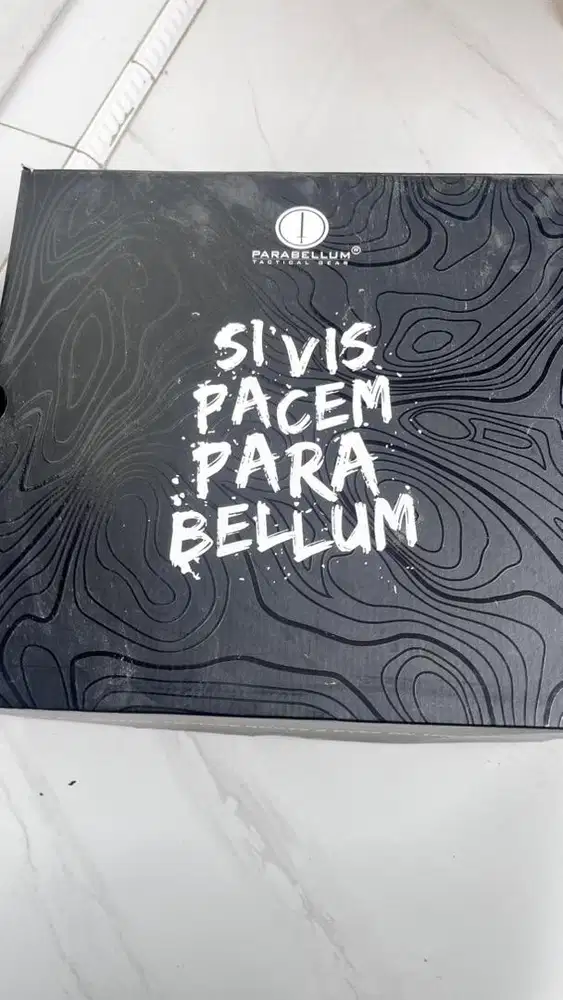 PARABELLUM®
TACTICAL GEAR
SI VIS
PACEM
PARA
BELLUM